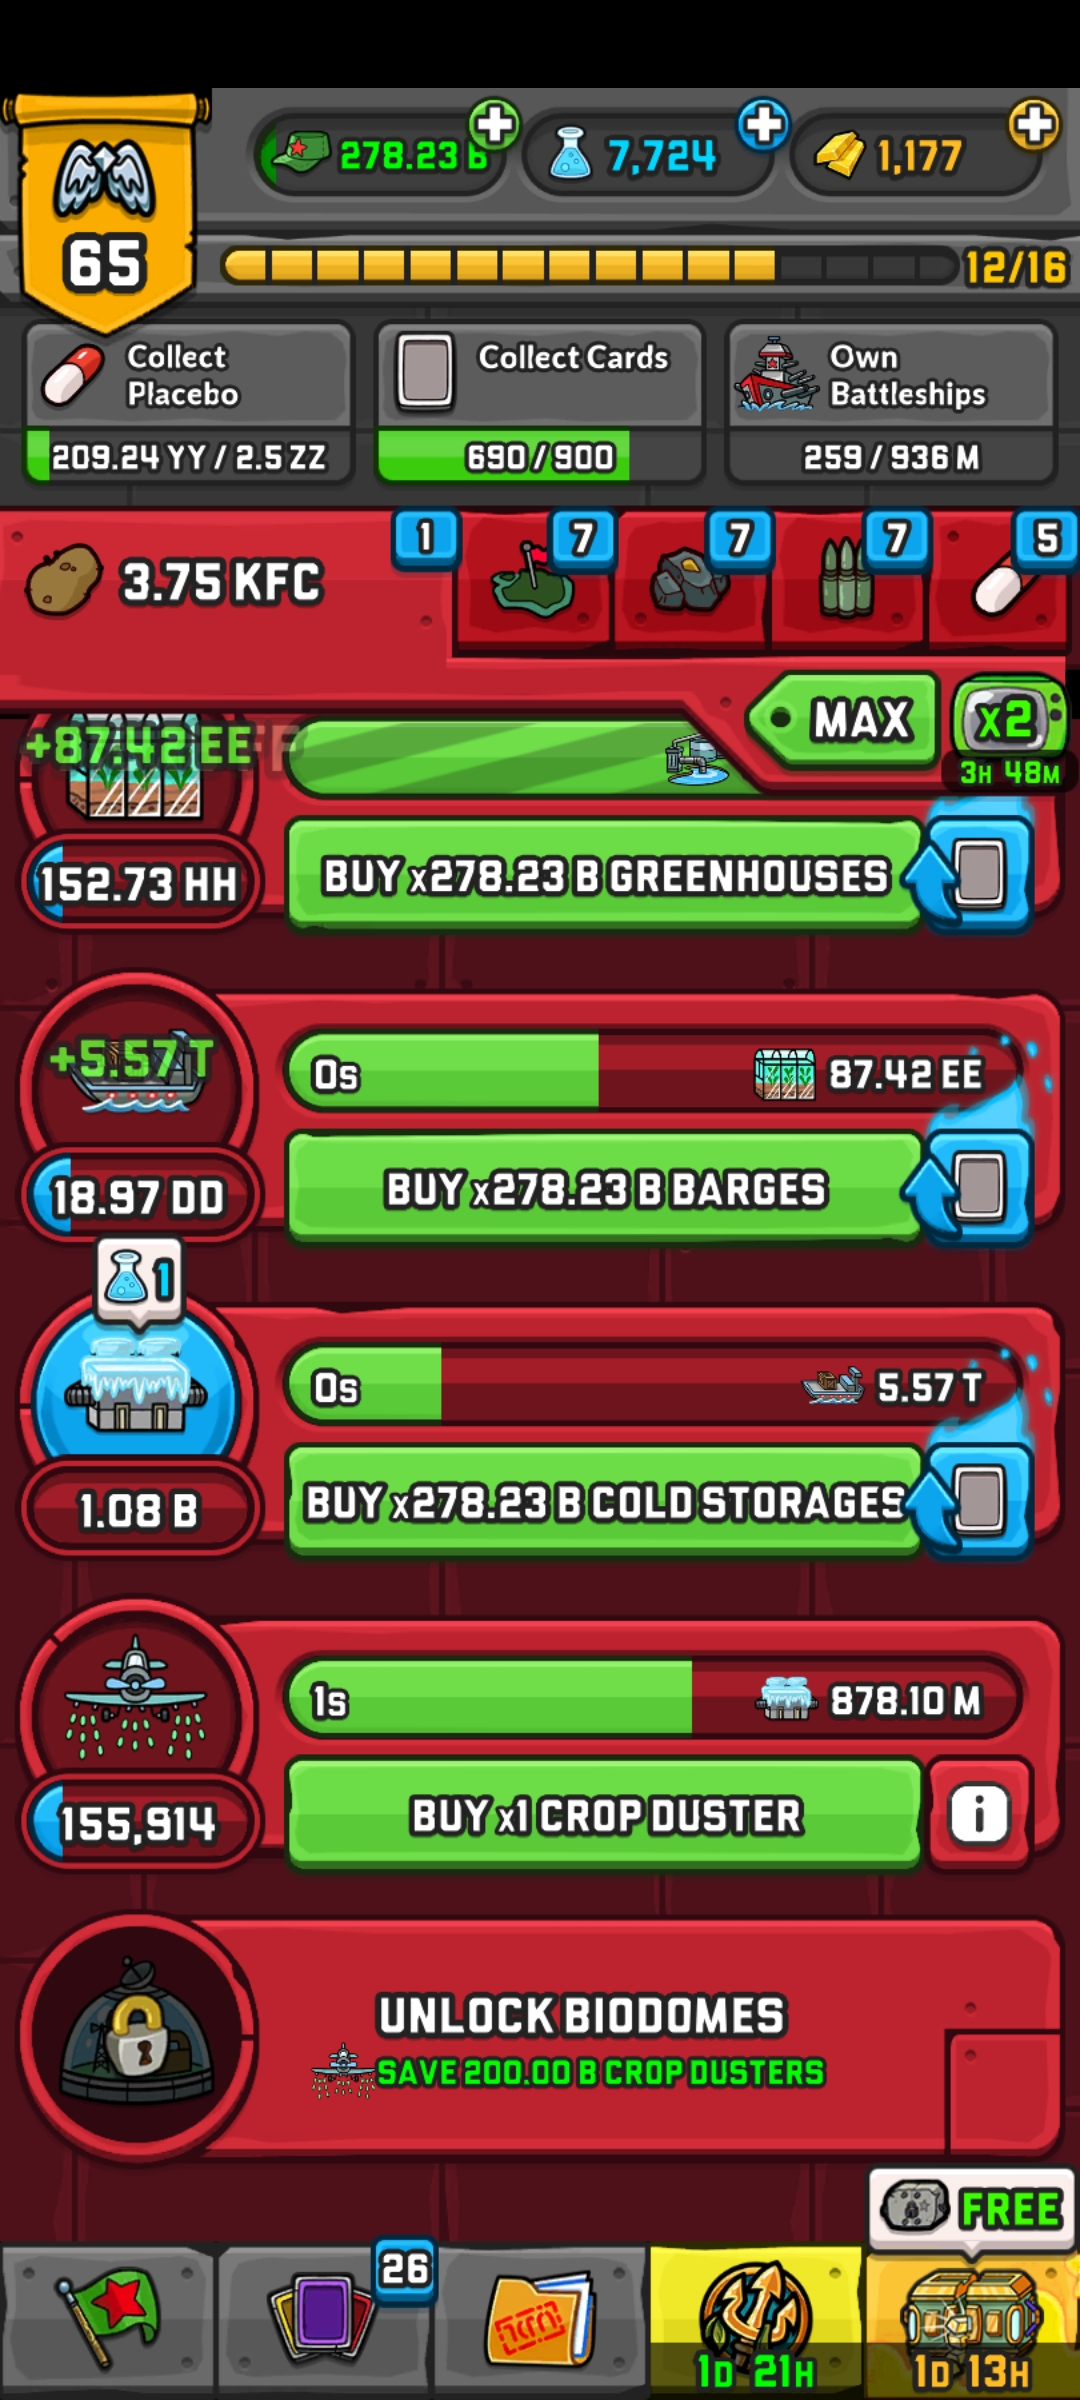 278.23 B
7,724
1,177
65
12/16
Collect
Placebo
209.24 YY / 2.5 ZZ
Collect Cards
690 / 900
Own
Battleships
259 / 936 M
3.75 KFC
1
7
7
7
5
MAX
x2
3H 48M
+87.42 EE
152.73 HH
BUY x278.23 B GREENHOUSES
+5.57 T
0s
87.42 EE
18.97 DD
BUY x278.23 B BARGES
1
0s
5.57 T
1.08 B
BUY x278.23 B COLD STORAGES
1s
878.10 M
155,914
BUY x1 CROP DUSTER
i
UNLOCK BIODOMES
SAVE 200.00 B CROP DUSTERS
FREE
26
1D 21H
1D 13H